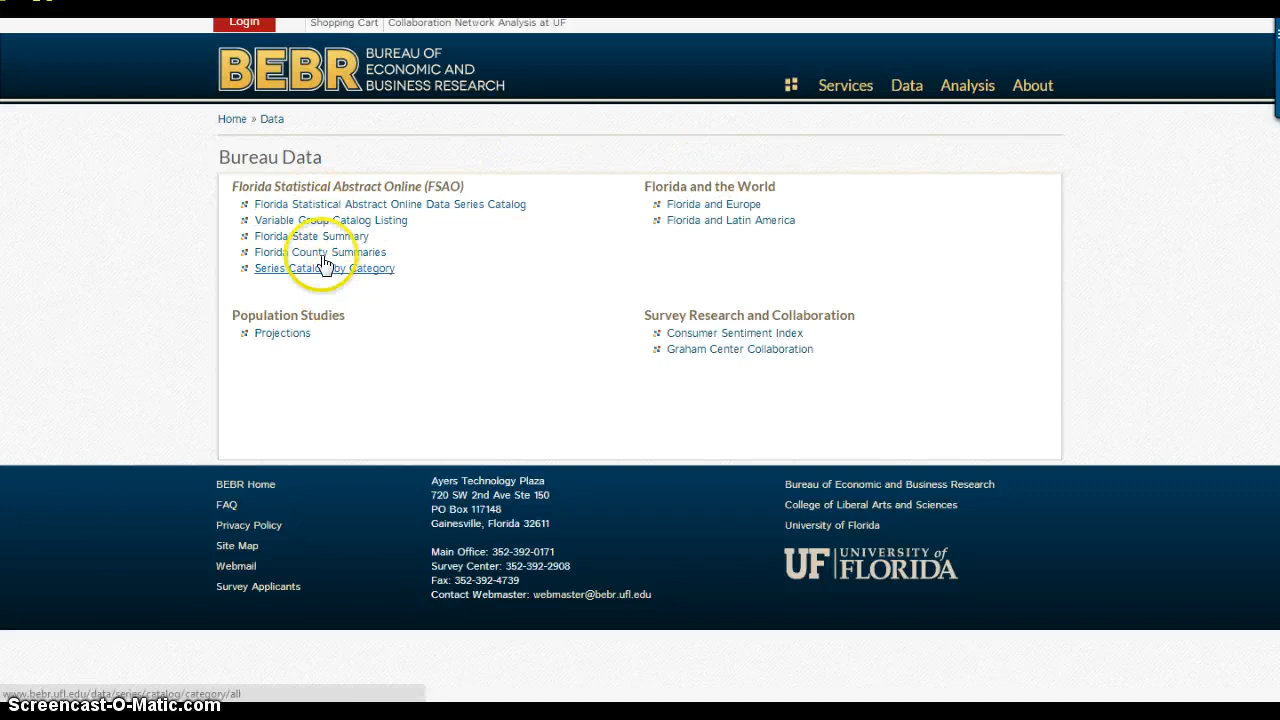 Login
Shopping Cart
Collaboration Network Analysis at UF
BEBR
BUREAU OF
ECONOMIC AND
BUSINESS RESEARCH
Services
Data
Analysis
About
Home » Data
Bureau Data
Florida Statistical Abstract Online (FSAO)
Florida Statistical Abstract Online Data Series Catalog
Variable Group Catalog Listing
Florida State Summary
Florida County Summaries
Series Catalog by Category
Florida and the World
Florida and Europe
Florida and Latin America
Population Studies
Projections
Survey Research and Collaboration
Consumer Sentiment Index
Graham Center Collaboration
BEBR Home
FAQ
Privacy Policy
Site Map
Webmail
Survey Applicants
Ayers Technology Plaza
720 SW 2nd Ave Ste 150
PO Box 117148
Gainesville, Florida 32611
Main Office: 352-392-0171
Survey Center: 352-392-2908
Fax: 352-392-4739
Contact Webmaster: webmaster@bebr.ufl.edu
Bureau of Economic and Business Research
College of Liberal Arts and Sciences
University of Florida
UF UNIVERSITY of
FLORIDA
www.bebr.ufl.edu/data/series/catalog/category/all
Screencast-O-Matic.com